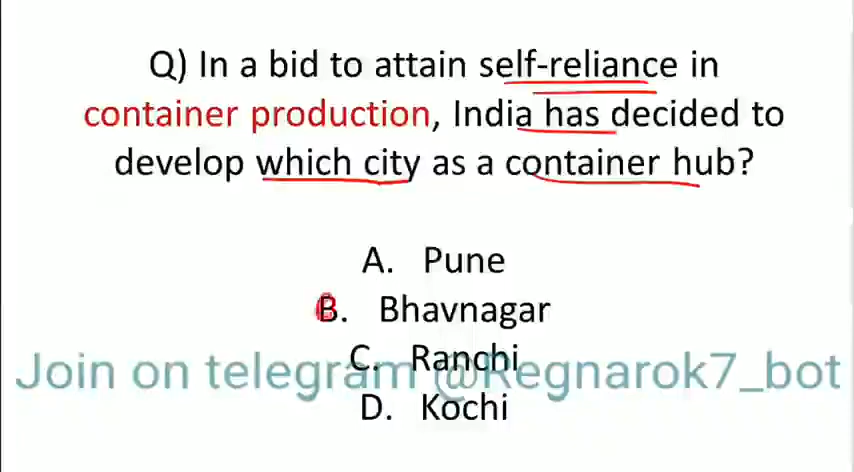 Q) In a bid to attain self-reliance in
container production, India has decided to
develop which city as a container hub?
A. Pune
B. Bhavnagar
C. Ranchi
Join on telegram @Regnarok7_bot
D. Kochi